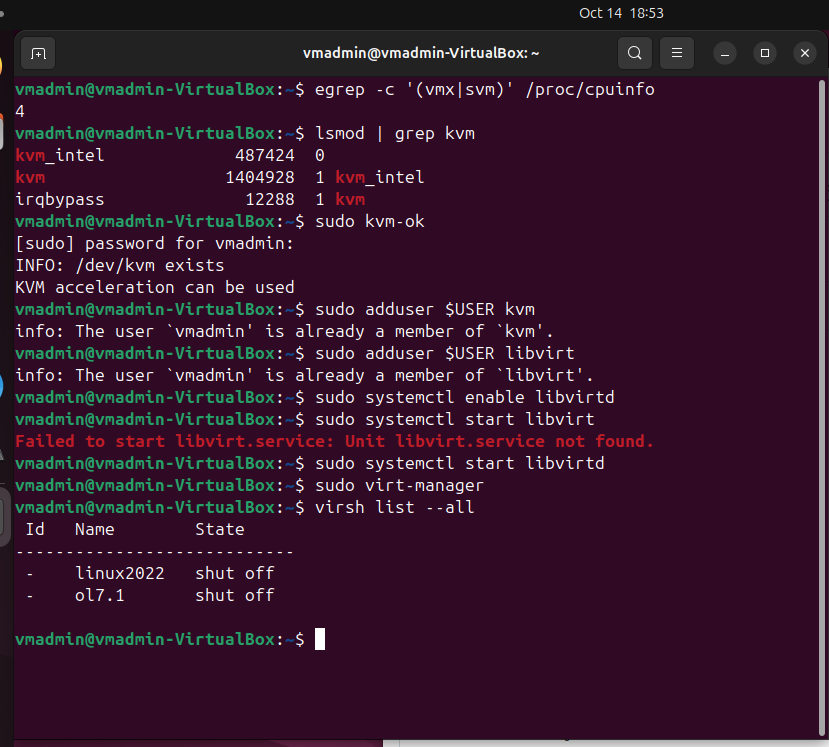 Oct 14 18:53
vmadmin@vmadmin-VirtualBox: ~
vmadmin@vmadmin-VirtualBox:~$ egrep -c '(vmx|svm)' /proc/cpuinfo
4
vmadmin@vmadmin-VirtualBox:~$ lsmod | grep kvm
kvm_intel             487424  0
kvm                  1404928  1 kvm_intel
irqbypass              12288  1 kvm
vmadmin@vmadmin-VirtualBox:~$ sudo kvm-ok
[sudo] password for vmadmin:
INFO: /dev/kvm exists
KVM acceleration can be used
vmadmin@vmadmin-VirtualBox:~$ sudo adduser $USER kvm
info: The user `vmadmin' is already a member of `kvm'.
vmadmin@vmadmin-VirtualBox:~$ sudo adduser $USER libvirt
info: The user `vmadmin' is already a member of `libvirt'.
vmadmin@vmadmin-VirtualBox:~$ sudo systemctl enable libvirtd
vmadmin@vmadmin-VirtualBox:~$ sudo systemctl start libvirt
Failed to start libvirt.service: Unit libvirt.service not found.
vmadmin@vmadmin-VirtualBox:~$ sudo systemctl start libvirtd
vmadmin@vmadmin-VirtualBox:~$ sudo virt-manager
vmadmin@vmadmin-VirtualBox:~$ virsh list --all
 Id   Name        State
----------------------------
 -    linux2022   shut off
 -    ol7.1       shut off
vmadmin@vmadmin-VirtualBox:~$